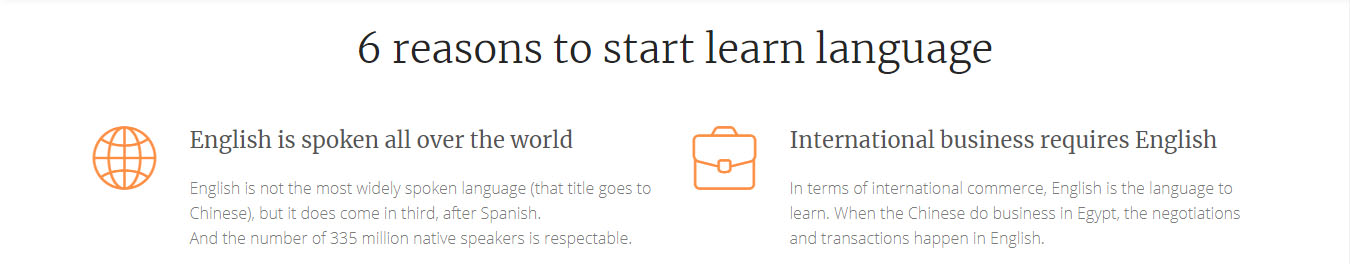 6 reasons to start learn language
English is spoken all over the world
English is not the most widely spoken language (that title goes to
Chinese), but it does come in third, after Spanish.
And the number of 335 million native speakers is respectable.
International business requires English
In terms of international commerce, English is the language to
learn. When the Chinese do business in Egypt, the negotiations
and transactions happen in English.